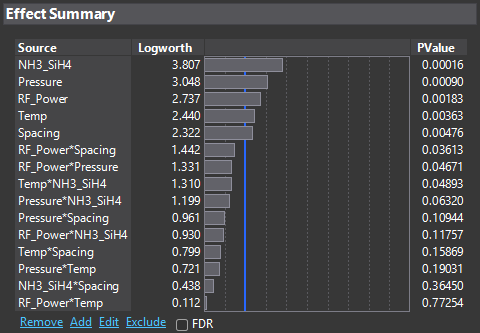 Effect Summary
Source Logworth PValue
NH3_SiH4 3.807 0.00016
Pressure 3.048 0.00090
RF_Power 2.737 0.00183
Temp 2.440 0.00363
Spacing 2.322 0.00476
RF_Power*Spacing 1.442 0.03613
RF_Power*Pressure 1.331 0.04671
Temp*NH3_SiH4 1.310 0.04893
Pressure*NH3_SiH4 1.199 0.06320
Pressure*Spacing 0.961 0.10944
RF_Power*NH3_SiH4 0.930 0.11757
Temp*Spacing 0.799 0.15869
Pressure*Temp 0.721 0.19031
NH3_SiH4*Spacing 0.438 0.36450
RF_Power*Temp 0.112 0.77254
Remove Add Edit Exclude FDR